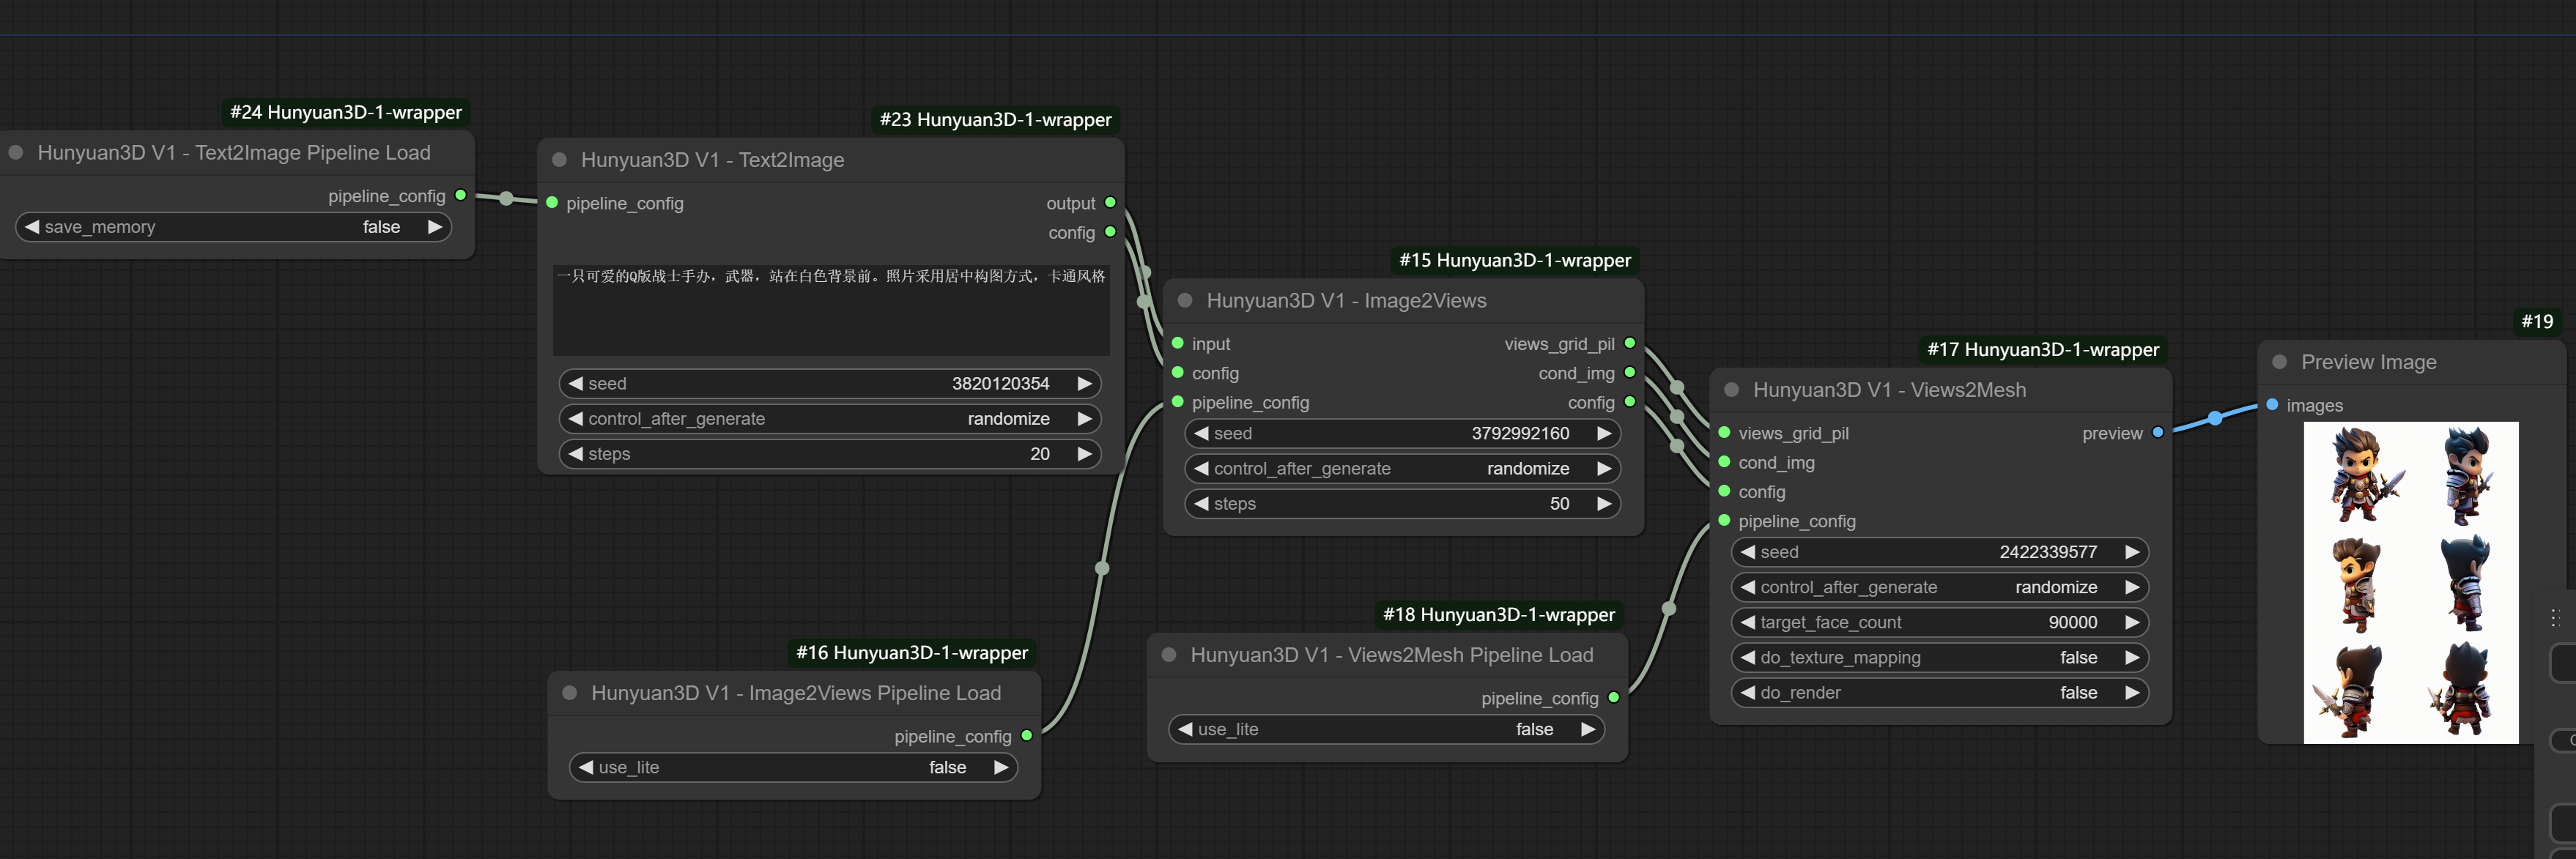 #24 Hunyuan3D-1-wrapper
Hunyuan3D V1 - Text2Image Pipeline Load
pipeline_config
save_memory false
#23 Hunyuan3D-1-wrapper
Hunyuan3D V1 - Text2Image
pipeline_config output
config
一只可爱的Q版战士手办，武器，站在白色背景前。照片采用居中构图方式，卡通风格
seed 3820120354
control_after_generate randomize
steps 20
#16 Hunyuan3D-1-wrapper
Hunyuan3D V1 - Image2Views Pipeline Load
pipeline_config
use_lite false
#15 Hunyuan3D-1-wrapper
Hunyuan3D V1 - Image2Views
input views_grid_pil
config cond_img
pipeline_config config
seed 3792992160
control_after_generate randomize
steps 50
#18 Hunyuan3D-1-wrapper
Hunyuan3D V1 - Views2Mesh Pipeline Load
pipeline_config
use_lite false
#17 Hunyuan3D-1-wrapper
Hunyuan3D V1 - Views2Mesh
views_grid_pil preview
cond_img
config
pipeline_config
seed 2422339577
control_after_generate randomize
target_face_count 90000
do_texture_mapping false
do_render false
#19
Preview Image
images